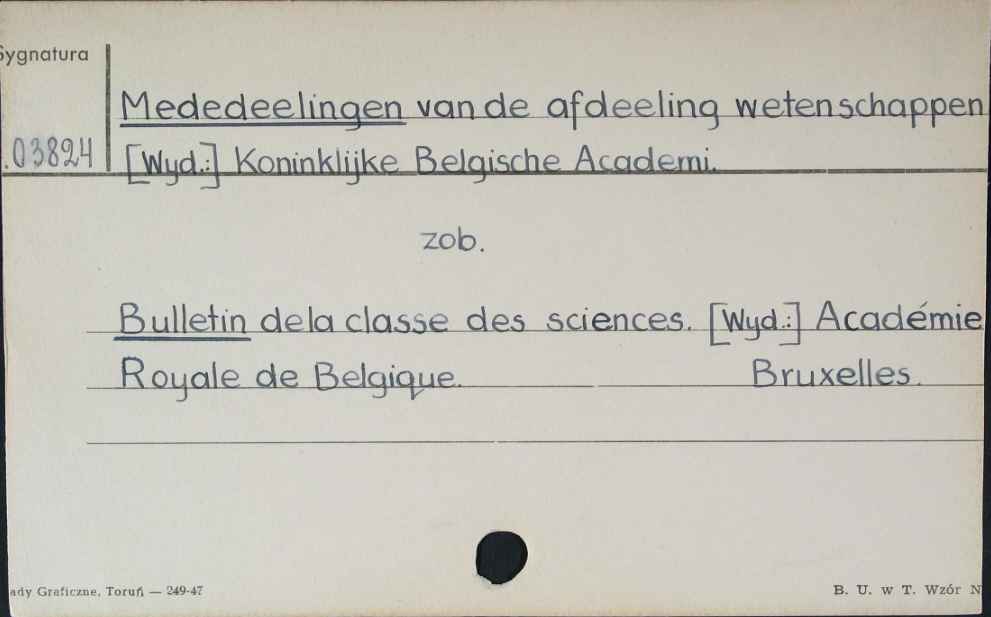 Sygnatura
Mededeelingen van de afdeeling wetenschappen
.03824
[Wyd.:] Koninklijke Belgische Academi.
zob.
Bulletin de la classe des sciences. [Wyd.:] Académie
Royale de Belgique. Bruxelles.
ady Graficzne, Toruń — 249-47
B. U. w T. Wzór N